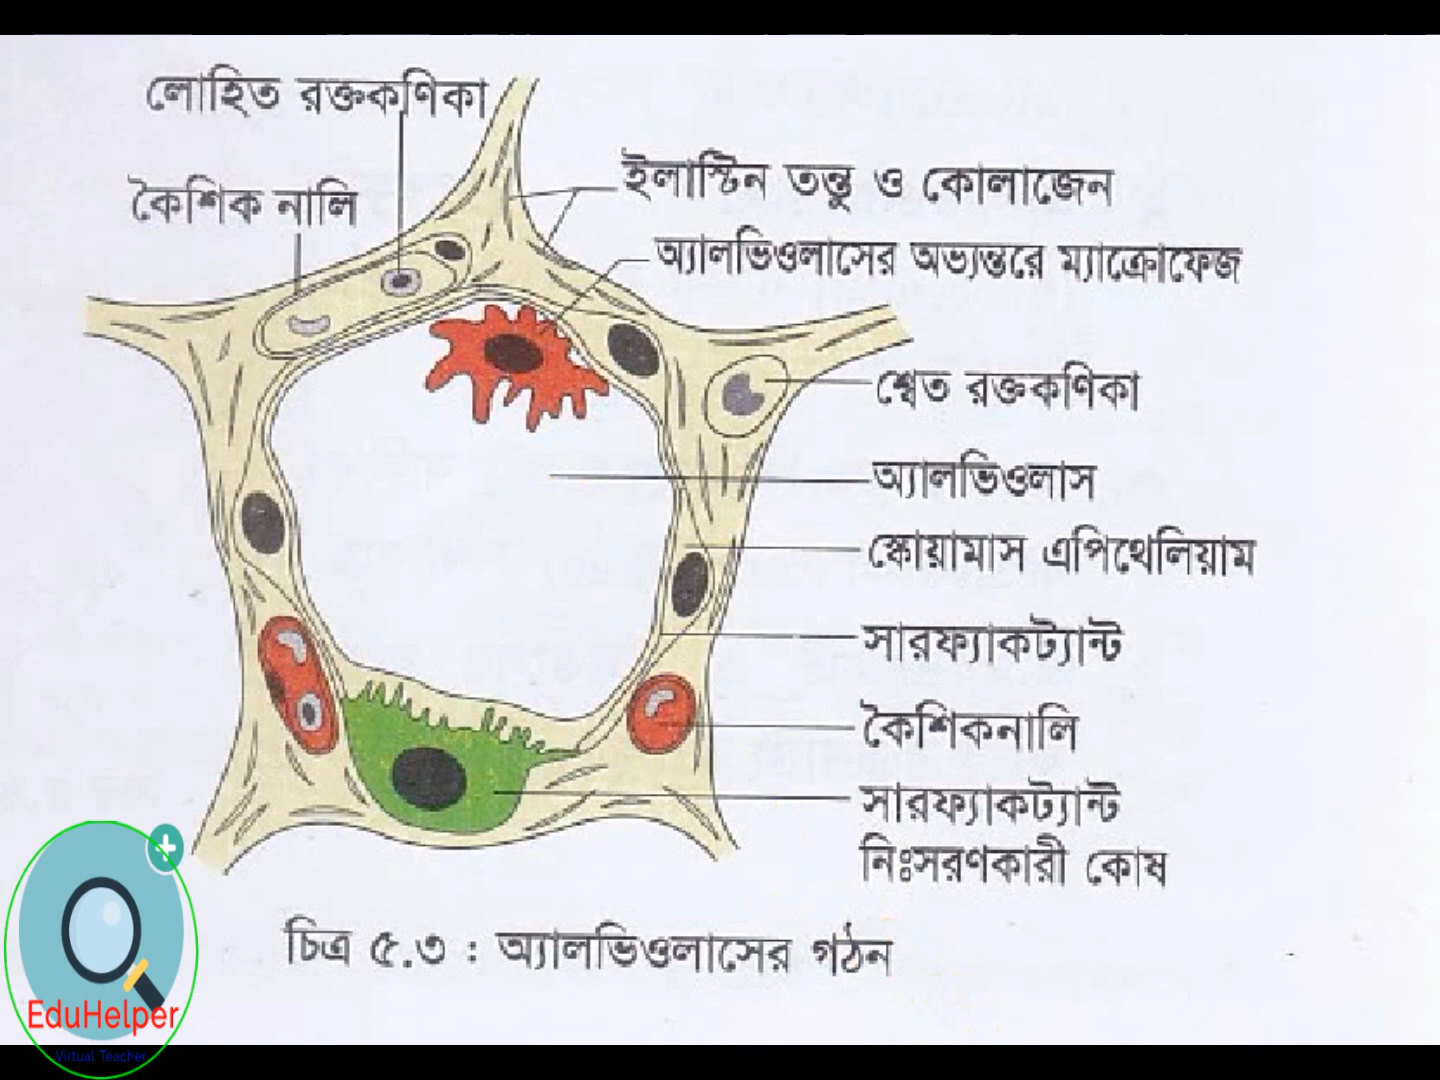 লোহিত রক্তকণিকা
কৈশিক নালি
ইলাস্টিন তন্তু ও কোলাজেন
অ্যালভিওলাসের অভ্যন্তরে ম্যাক্রোফেজ
শ্বেত রক্তকণিকা
অ্যালভিওলাস
স্কোয়ামাস এপিথেলিয়াম
সারফ্যাকট্যান্ট
কৈশিকনালি
সারফ্যাকট্যান্ট
নিঃসরণকারী কোষ
চিত্র ৫.৩ : অ্যালভিওলাসের গঠন
EduHelper
Virtual Teacher